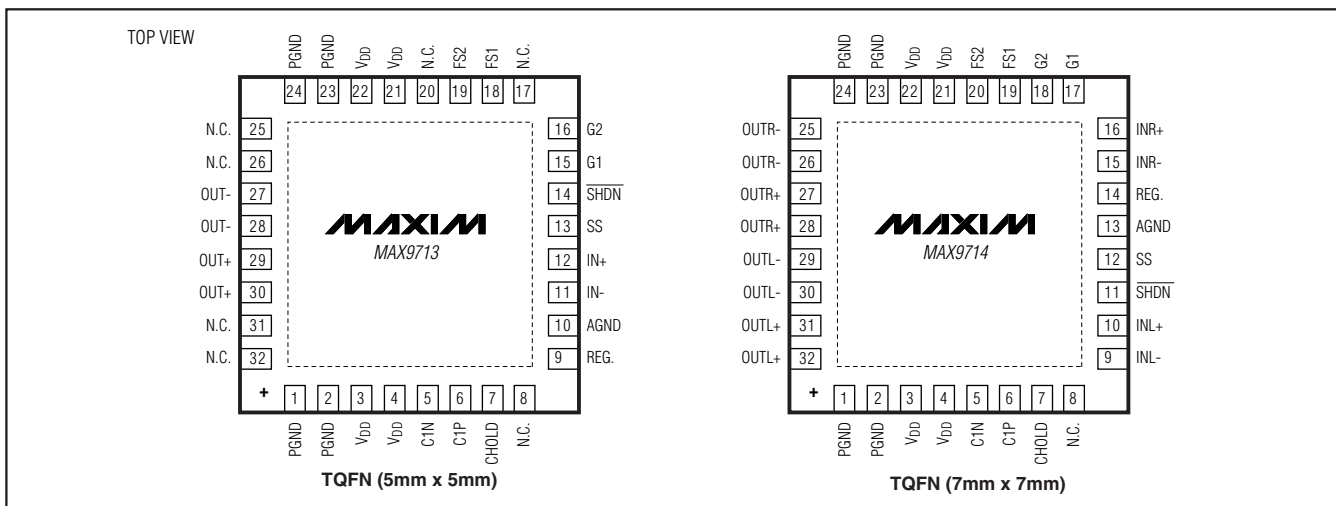 TOP VIEW
PGND PGND VDD VDD N.C. FS2 FS1 N.C.
24 23 22 21 20 19 18 17
N.C. 25 16 G2
N.C. 26 15 G1
OUT- 27 14 SHDN
OUT- 28 13 SS
OUT+ 29 12 IN+
OUT+ 30 11 IN-
N.C. 31 10 AGND
N.C. 32 9 REG.
MAXIM
MAX9713
+ 1 2 3 4 5 6 7 8
PGND PGND VDD VDD C1N C1P CHOLD N.C.
TQFN (5mm x 5mm)
PGND PGND VDD VDD FS2 FS1 G2 G1
24 23 22 21 20 19 18 17
OUTR- 25 16 INR+
OUTR- 26 15 INR-
OUTR+ 27 14 REG.
OUTR+ 28 13 AGND
OUTL- 29 12 SS
OUTL- 30 11 SHDN
OUTL+ 31 10 INL+
OUTL+ 32 9 INL-
MAXIM
MAX9714
+ 1 2 3 4 5 6 7 8
PGND PGND VDD VDD C1N C1P CHOLD N.C.
TQFN (7mm x 7mm)